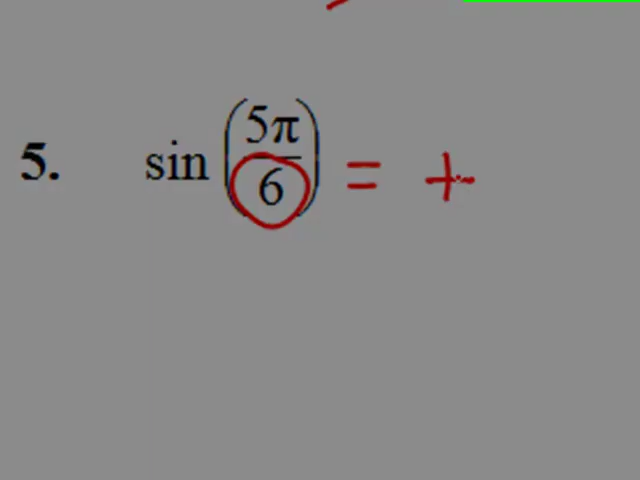 5. sin(5π/6) = +